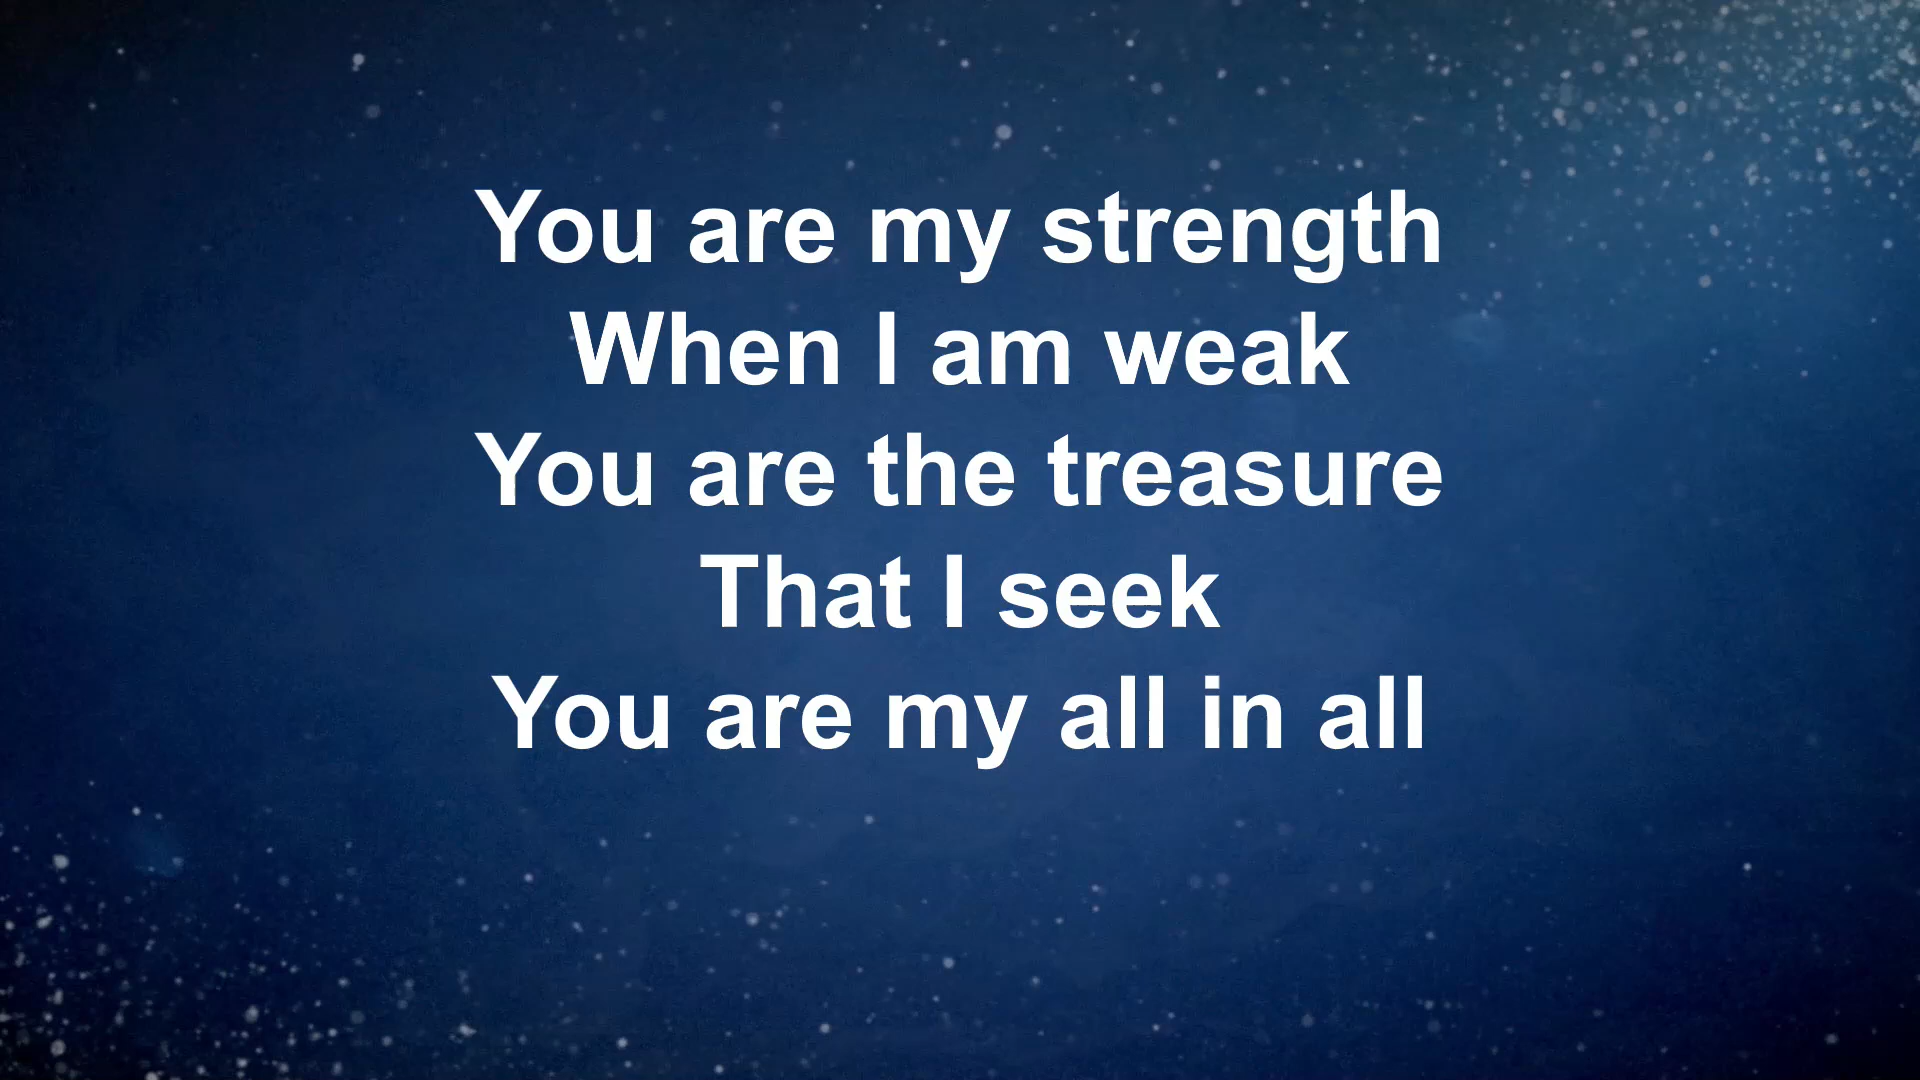 You are my strength
When I am weak
You are the treasure
That I seek
You are my all in all